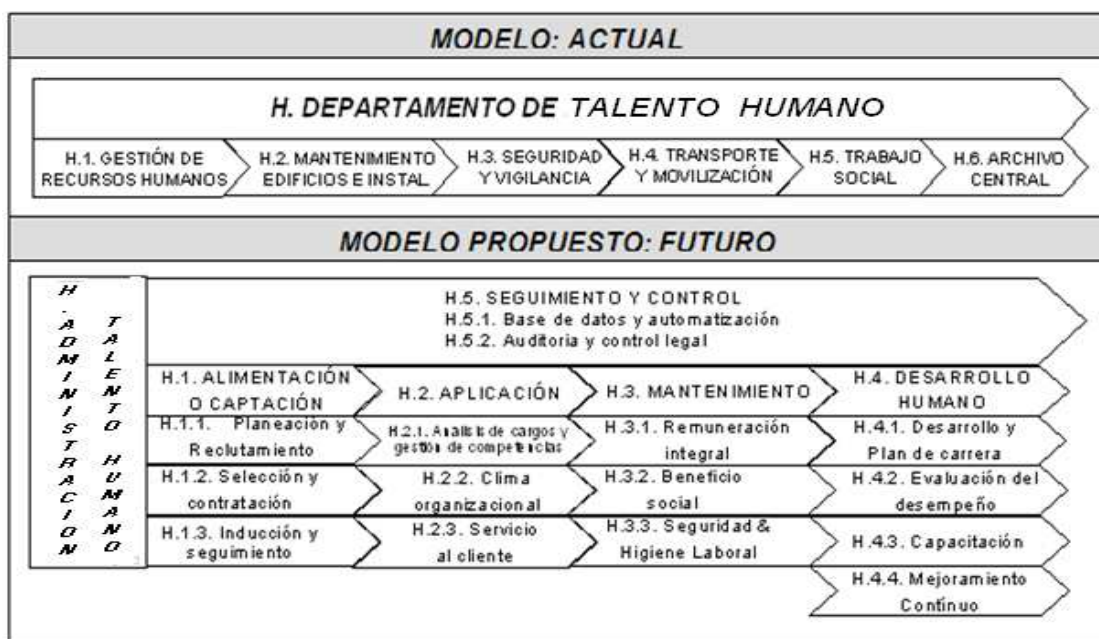 MODELO: ACTUAL
H. DEPARTAMENTO DE TALENTO HUMANO
H.1. GESTIÓN DE
RECURSOS HUMANOS
H.2. MANTENIMIENTO
EDIFICIOS E INSTAL
H.3. SEGURIDAD
Y VIGILANCIA
H.4. TRANSPORTE
Y MOVILIZACIÓN
H.5. TRABAJO
SOCIAL
H.6. ARCHIVO
CENTRAL
MODELO PROPUESTO: FUTURO
H. ADMINISTRACION
TALENTO HUMANO
H.5. SEGUIMIENTO Y CONTROL
H.5.1. Base de datos y automatización
H.5.2. Auditoria y control legal
H.1. ALIMENTACIÓN
O CAPTACIÓN
H.2. APLICACIÓN
H.3. MANTENIMIENTO
H.4. DESARROLLO
HUMANO
H.1.1. Planeación y
Reclutamiento
H.2.1. Análisis de cargos y
gestión de competencias
H.3.1. Remuneración
integral
H.4.1. Desarrollo y
Plan de carrera
H.1.2. Selección y
contratación
H.2.2. Clima
organizacional
H.3.2. Beneficio
social
H.4.2. Evaluación del
desempeño
H.1.3. Inducción y
seguimiento
H.2.3. Servicio
al cliente
H.3.3. Seguridad &
Higiene Laboral
H.4.3. Capacitación
H.4.4. Mejoramiento
Contínuo